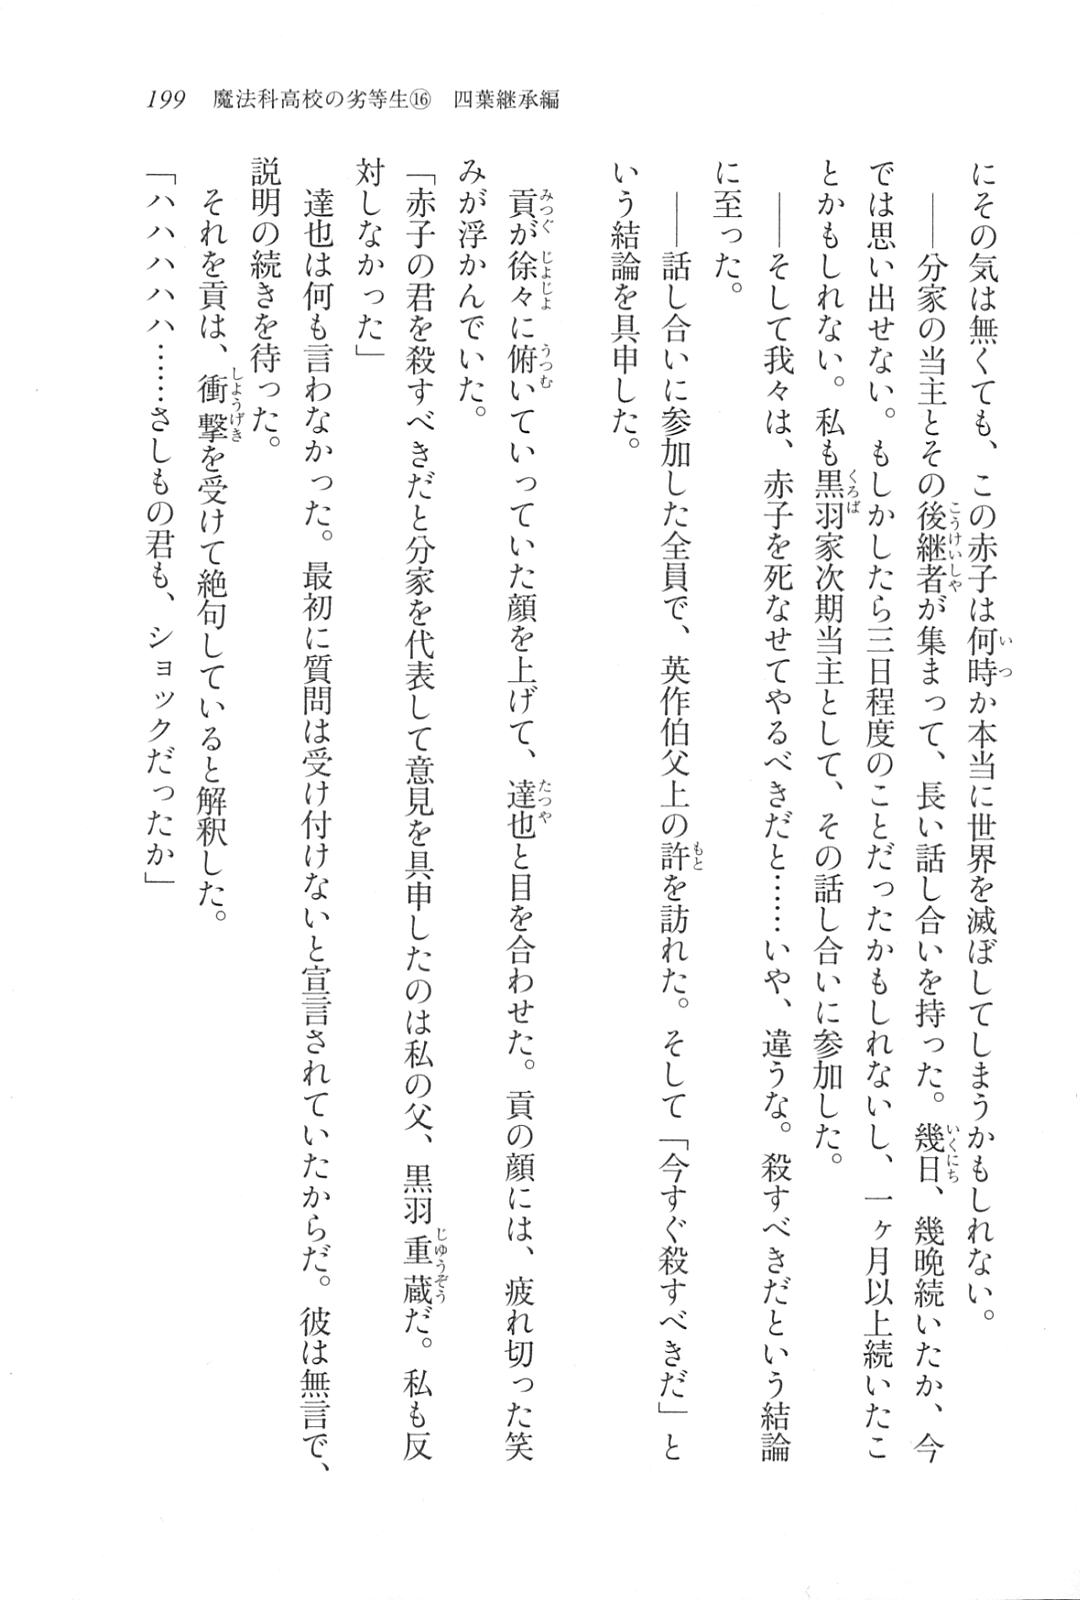 199　魔法科高校の劣等生⑯　四葉継承編
にその気は無くても、この赤子は何時か本当に世界を滅ぼしてしまうかもしれない。
――分家の当主とその後継者が集まって、長い話し合いを持った。幾日、幾晩続いたか、今
では思い出せない。もしかしたら三日程度のことだったかもしれないし、一ヶ月以上続いたこ
とかもしれない。私も黒羽家次期当主として、その話し合いに参加した。
――そして我々は、赤子を死なせてやるべきだと……いや、違うな。殺すべきだという結論
に至った。
――話し合いに参加した全員で、英作伯父上の許を訪れた。そして「今すぐ殺すべきだ」と
いう結論を具申した。
貢が徐々に俯いていっていた顔を上げて、達也と目を合わせた。貢の顔には、疲れ切った笑
みが浮かんでいた。
「赤子の君を殺すべきだと分家を代表して意見を具申したのは私の父、黒羽重蔵だ。私も反
対しなかった」
達也は何も言わなかった。最初に質問は受け付けないと宣言されていたからだ。彼は無言で、
説明の続きを待った。
それを貢は、衝撃を受けて絶句していると解釈した。
「ハハハハハ……さしもの君も、ショックだったか」